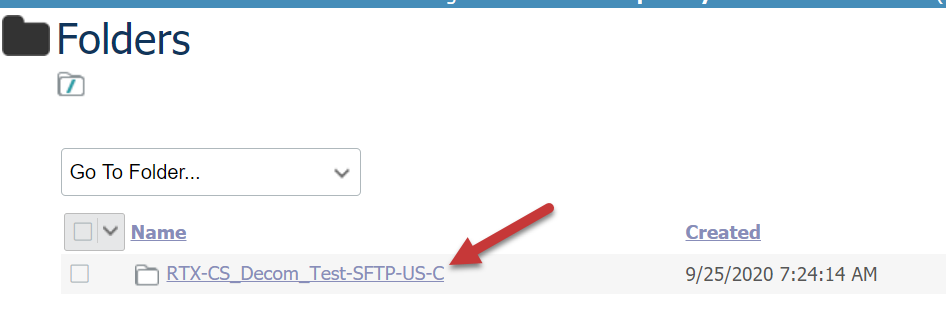 Folders
Go To Folder...
Name Created
RTX-CS_Decom_Test-SFTP-US-C 9/25/2020 7:24:14 AM